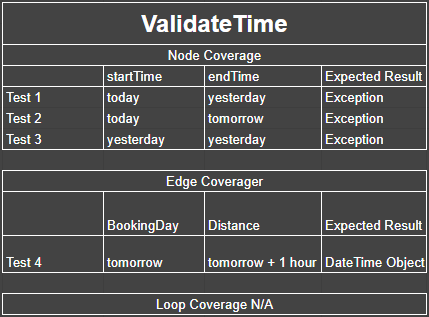 ValidateTime
Node Coverage
startTime endTime Expected Result
Test 1 today yesterday Exception
Test 2 today tomorrow Exception
Test 3 yesterday yesterday Exception
Edge Coverager
BookingDay Distance Expected Result
Test 4 tomorrow tomorrow + 1 hour DateTime Object
Loop Coverage N/A